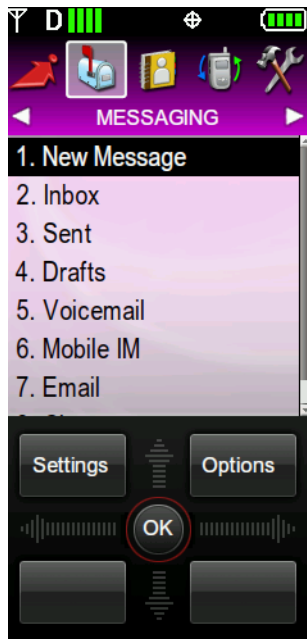 D
MESSAGING
1. New Message
2. Inbox
3. Sent
4. Drafts
5. Voicemail
6. Mobile IM
7. Email
Settings
Options
OK